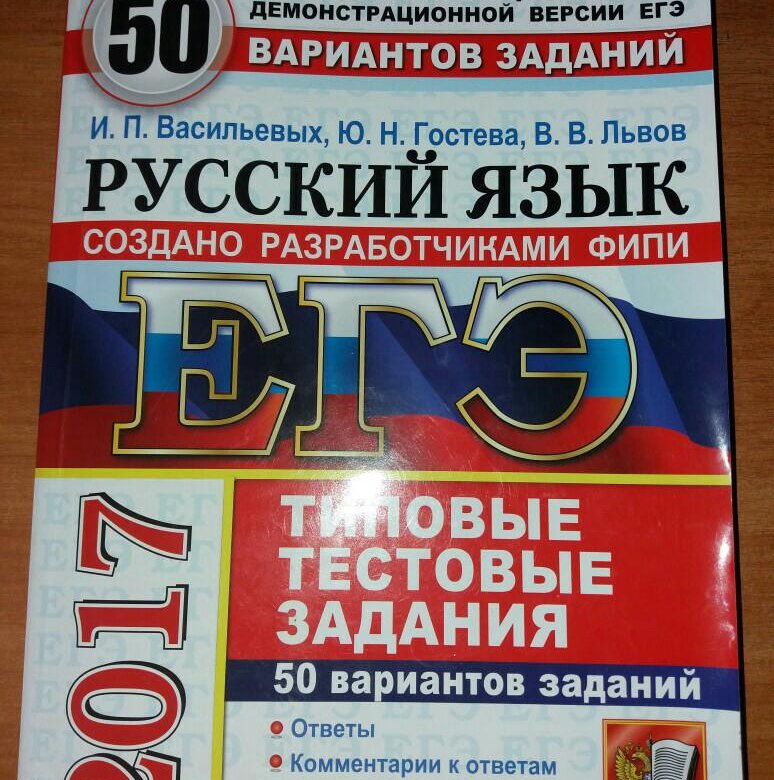 50
ДЕМОНСТРАЦИОННОЙ ВЕРСИИ ЕГЭ
ВАРИАНТОВ ЗАДАНИЙ
И. П. Васильевых, Ю. Н. Гостева, В. В. Львов
РУССКИЙ ЯЗЫК
СОЗДАНО РАЗРАБОТЧИКАМИ ФИПИ
ЕГЭ
2017
ТИПОВЫЕ
ТЕСТОВЫЕ
ЗАДАНИЯ
50 вариантов заданий
Ответы
Комментарии к ответам